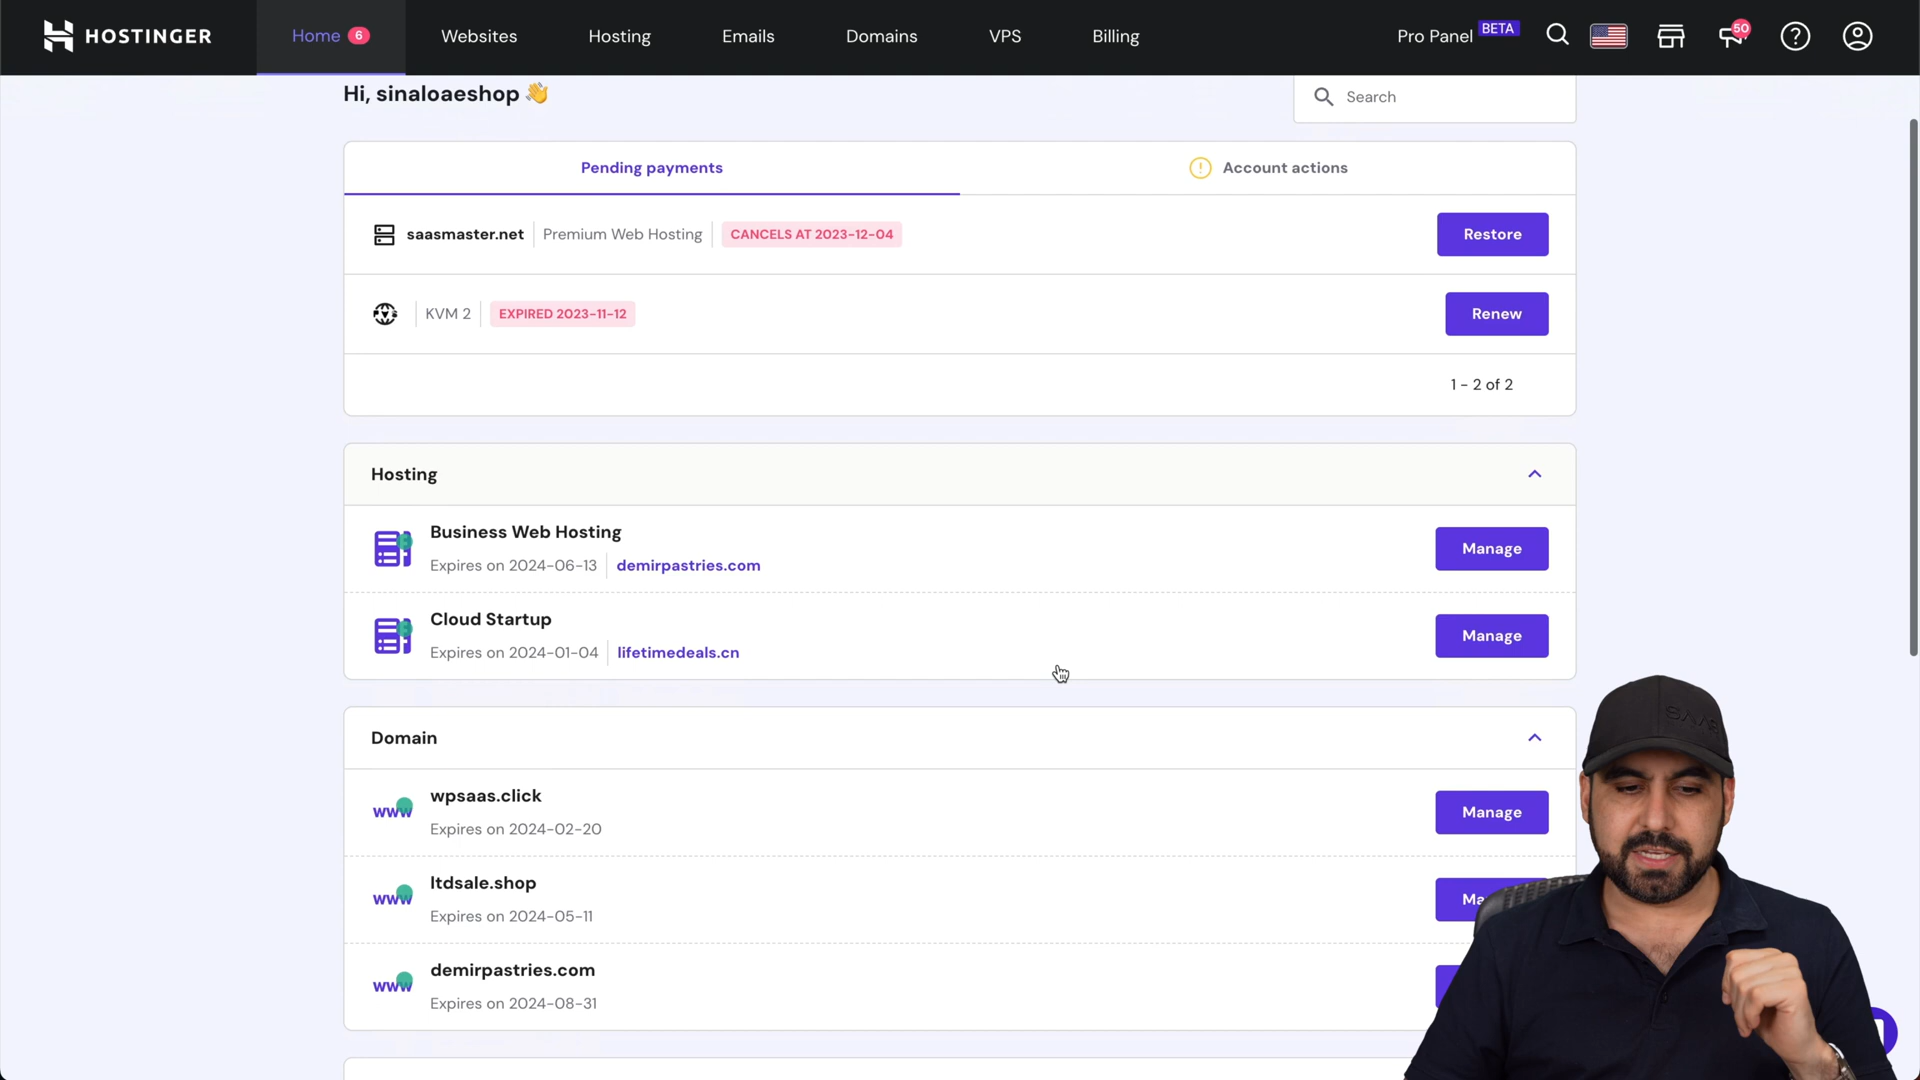 HOSTINGER
Home 6
Websites
Hosting
Emails
Domains
VPS
Billing
Pro Panel BETA
50
Hi, sinaloaeshop 👋
Search
Pending payments
Account actions
saasmaster.net Premium Web Hosting CANCELS AT 2023-12-04
Restore
KVM 2 EXPIRED 2023-11-12
Renew
1 - 2 of 2
Hosting
Business Web Hosting
Expires on 2024-06-13 demirpastries.com
Manage
Cloud Startup
Expires on 2024-01-04 lifetimedeals.cn
Manage
Domain
www
wpsaas.click
Expires on 2024-02-20
Manage
www
ltdsale.shop
Expires on 2024-05-11
www
demirpastries.com
Expires on 2024-08-31